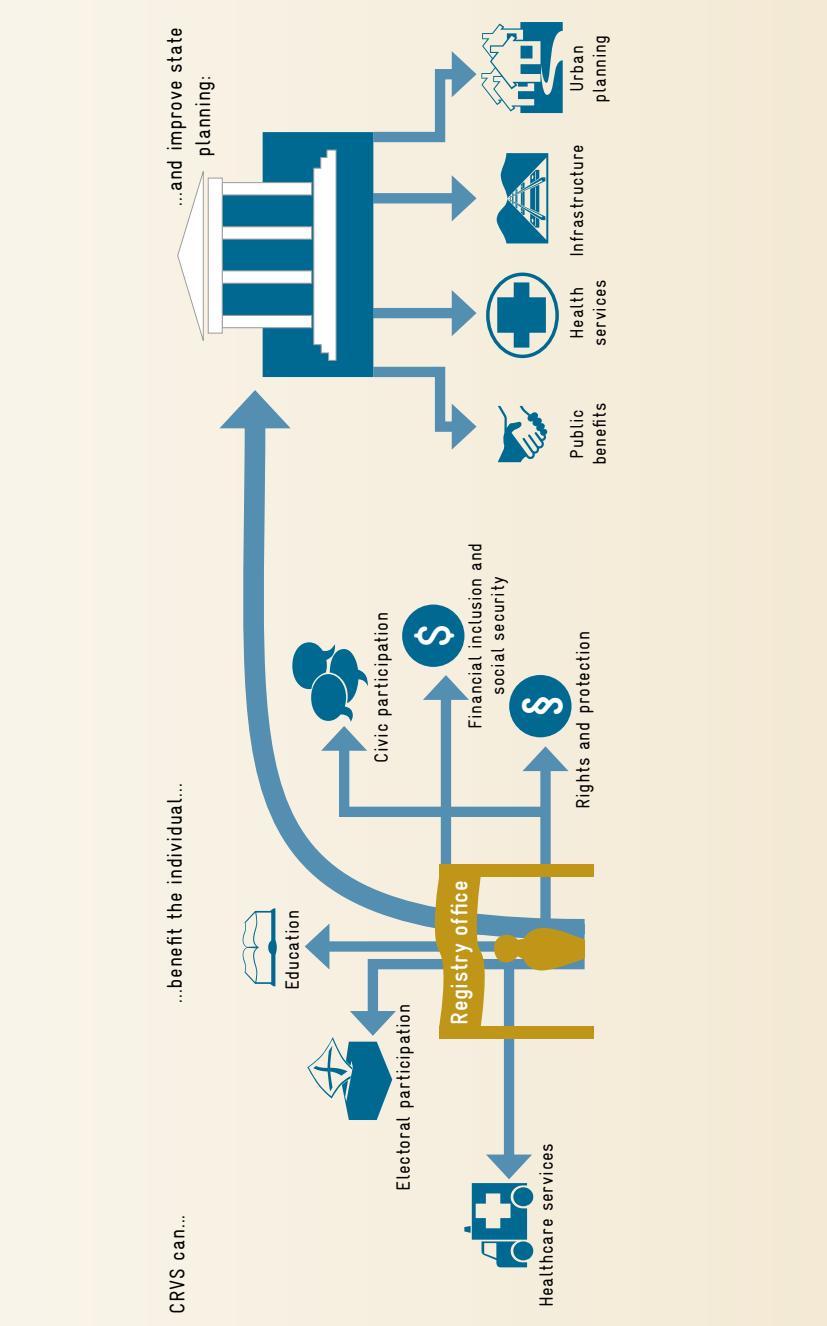 CRVS can...
...benefit the individual...
...and improve state
planning:
Healthcare services
Electoral participation
Education
Registry office
Civic participation
$
Financial inclusion and
social security
§
Rights and protection
Public
benefits
Health
services
Infrastructure
Urban
planning